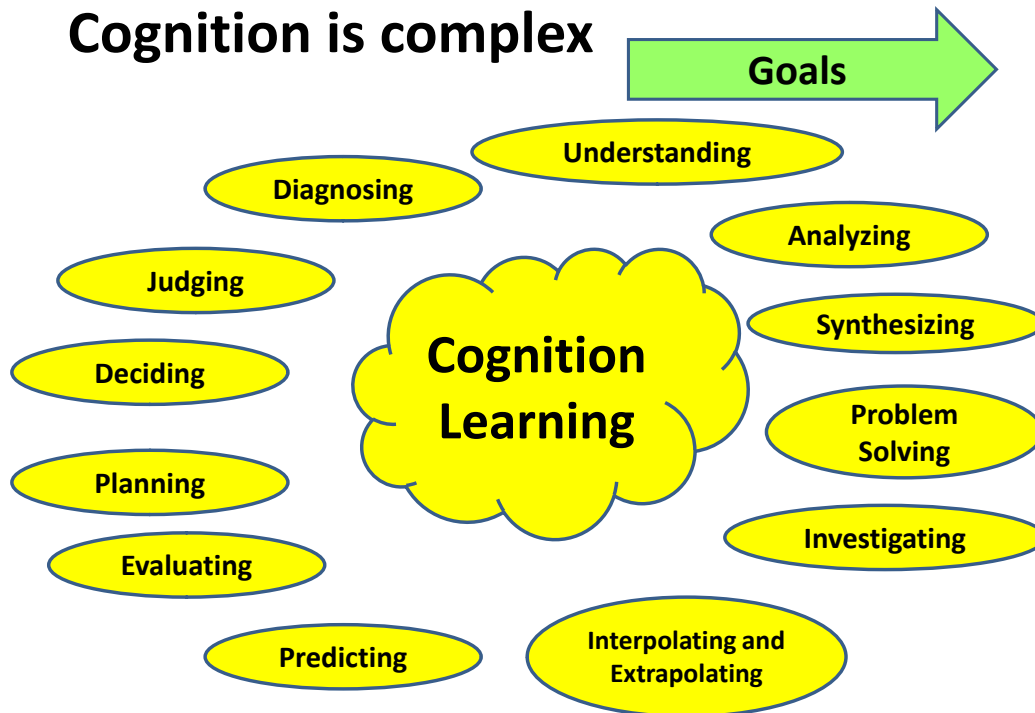 Cognition is complex
Goals
Understanding
Diagnosing
Analyzing
Judging
Synthesizing
Cognition
Learning
Deciding
Problem
Solving
Planning
Investigating
Evaluating
Predicting
Interpolating and
Extrapolating